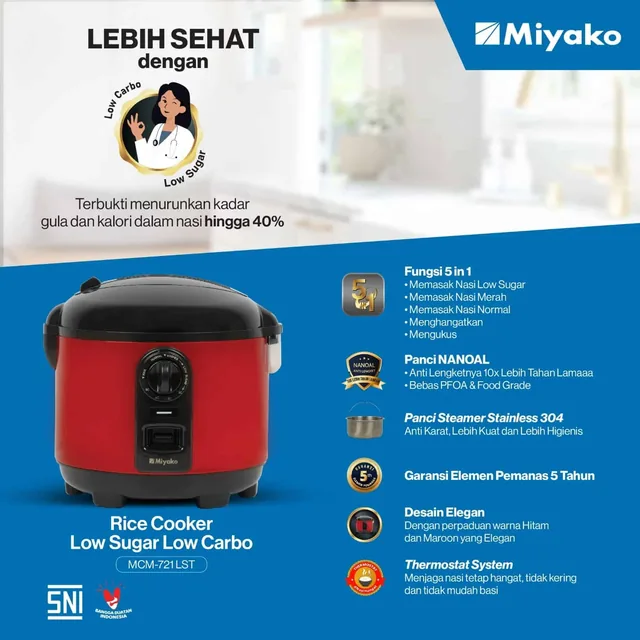 LEBIH SEHAT
dengan
Low Carbo
Low Sugar
Terbukti menurunkan kadar
gula dan kalori dalam nasi hingga 40%
Miyako
Miyako
Rice Cooker
Low Sugar Low Carbo
MCM-721 LST
SNI
BANGGA BUATAN
INDONESIA
5 in 1
Fungsi 5 in 1
• Memasak Nasi Low Sugar
• Memasak Nasi Merah
• Memasak Nasi Normal
• Menghangatkan
• Mengukus
NANOAL
Panci NANOAL
• Anti Lengketnya 10x Lebih Tahan Lamaaa
• Bebas PFOA & Food Grade
Panci Steamer Stainless 304
Anti Karat, Lebih Kuat dan Lebih Higienis
5
Garansi Elemen Pemanas 5 Tahun
Desain Elegan
Dengan perpaduan warna Hitam
dan Maroon yang Elegan
Thermostat System
Menjaga nasi tetap hangat, tidak kering
dan tidak mudah basi